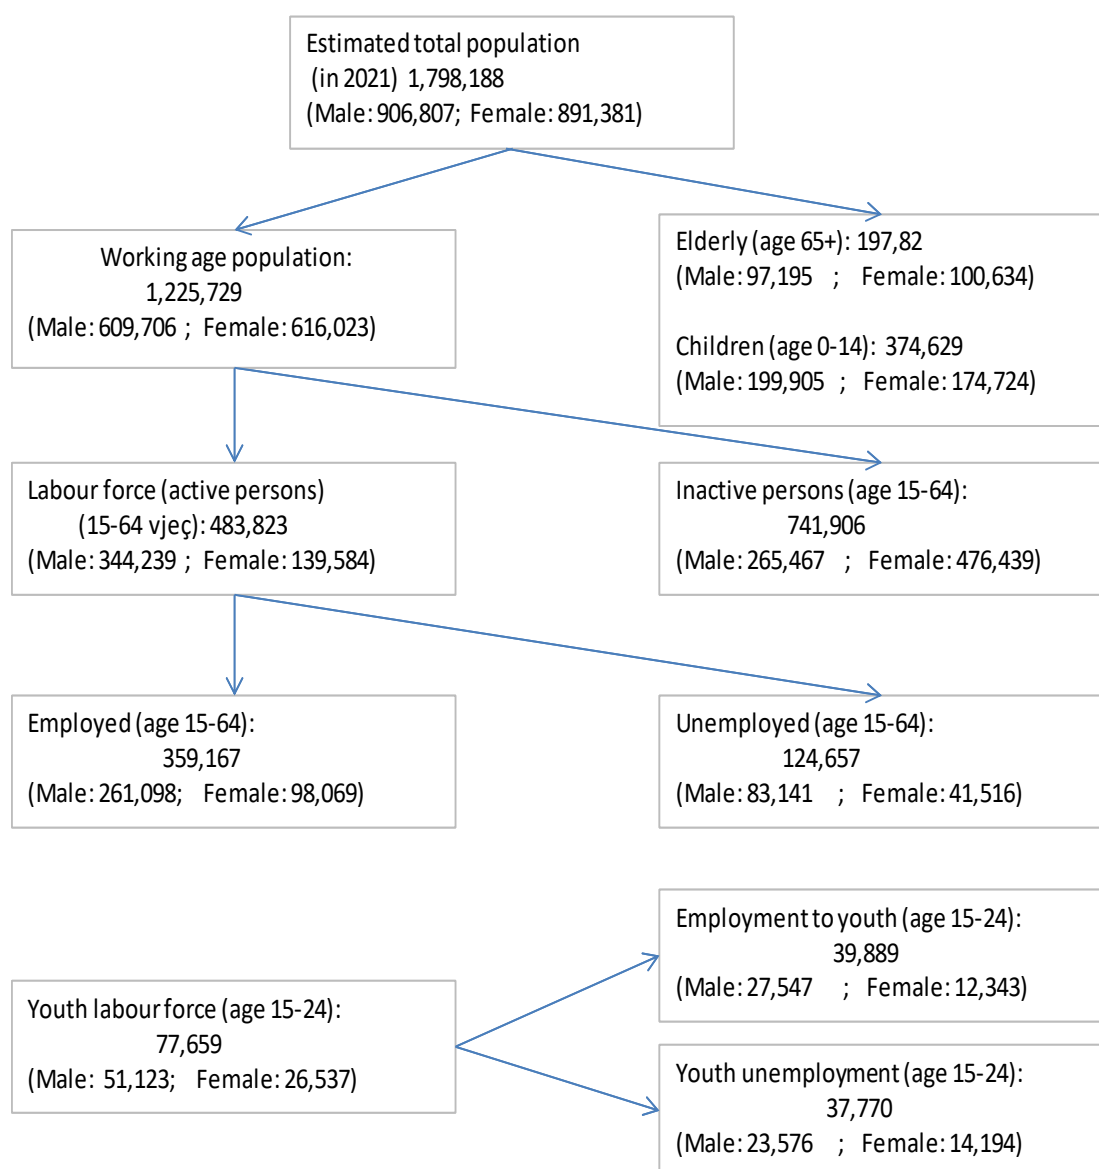 Estimated total population
(in 2021) 1,798,188
(Male: 906,807; Female: 891,381)
Working age population:
1,225,729
(Male: 609,706 ; Female: 616,023)
Elderly (age 65+): 197,82
(Male: 97,195 ; Female: 100,634)
Children (age 0-14): 374,629
(Male: 199,905 ; Female: 174,724)
Labour force (active persons)
(15-64 vjeç): 483,823
(Male: 344,239 ; Female: 139,584)
Inactive persons (age 15-64):
741,906
(Male: 265,467 ; Female: 476,439)
Employed (age 15-64):
359,167
(Male: 261,098; Female: 98,069)
Unemployed (age 15-64):
124,657
(Male: 83,141 ; Female: 41,516)
Youth labour force (age 15-24):
77,659
(Male: 51,123; Female: 26,537)
Employment to youth (age 15-24):
39,889
(Male: 27,547 ; Female: 12,343)
Youth unemployment (age 15-24):
37,770
(Male: 23,576 ; Female: 14,194)